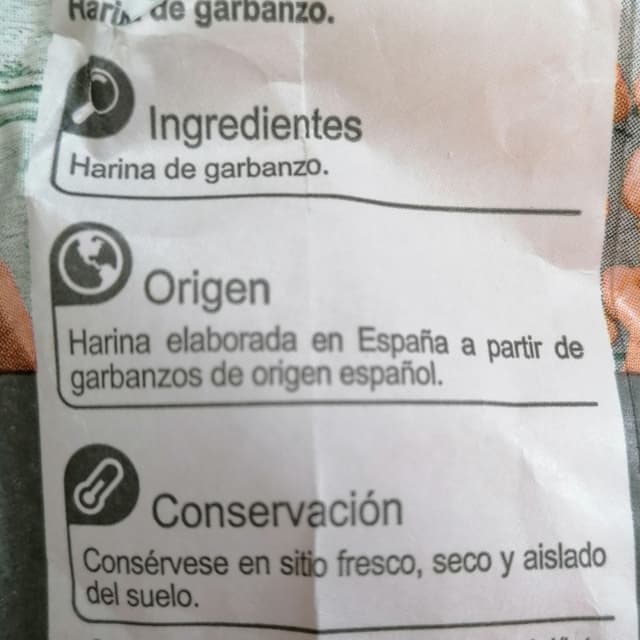 Harina de garbanzo.
Ingredientes
Harina de garbanzo.
Origen
Harina elaborada en España a partir de
garbanzos de origen español.
Conservación
Consérvese en sitio fresco, seco y aislado
del suelo.